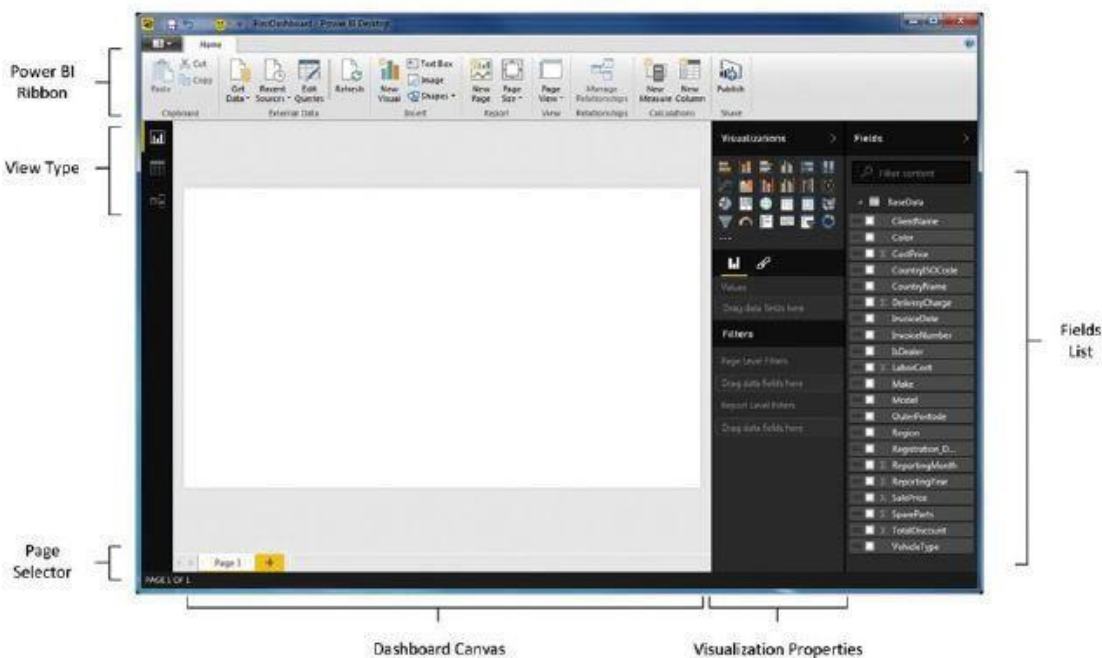 FirstDashboard - Power BI Desktop
Home
Power BI
Ribbon
Paste
Cut
Copy
Clipboard
Get
Data
Recent
Sources
Edit
Queries
Refresh
External Data
New
Visual
Text Box
Image
Shapes
Insert
New
Page
Page
Size
Report
Page
View
View
Manage
Relationships
Relationships
New
Measure
New
Column
Calculations
Publish
Share
View Type
Visualizations
Values
Drag data fields here
Filters
Page Level Filters
Drag data fields here
Report Level Filters
Drag data fields here
Fields
Filter content
BaseData
ClientName
Color
CostPrice
CountryISOCode
CountryName
DeliveryCharge
InvoiceDate
InvoiceNumber
IsDealer
LaborCost
Make
Model
OuterPostode
Region
Registration_D...
ReportingMonth
ReportingYear
SalePrice
SpareParts
TotalDiscount
VehicleType
Fields
List
Page
Selector
Page 1
PAGE 1 OF 1
Dashboard Canvas
Visualization Properties